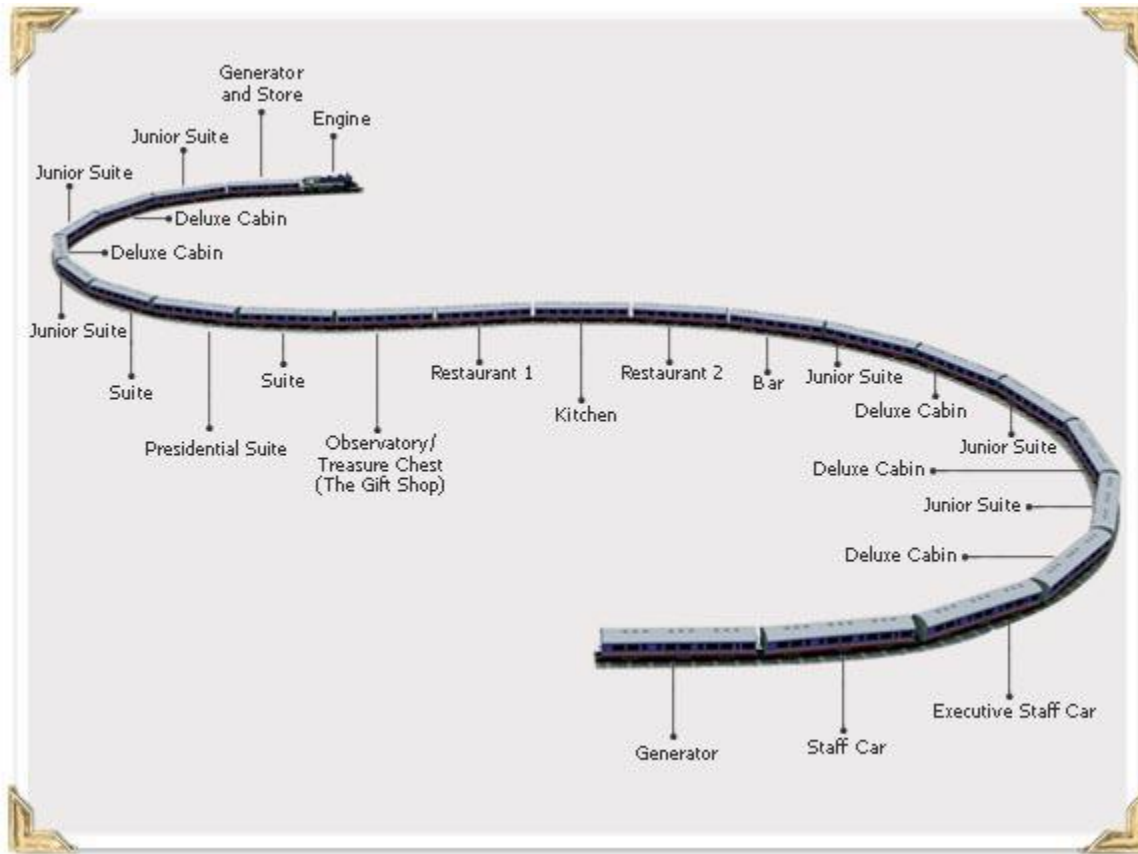 Generator
and Store
Engine
Junior Suite
Junior Suite
Deluxe Cabin
Deluxe Cabin
Junior Suite
Suite
Presidential Suite
Suite
Observatory/
Treasure Chest
(The Gift Shop)
Restaurant 1
Kitchen
Restaurant 2
Bar
Junior Suite
Deluxe Cabin
Junior Suite
Deluxe Cabin
Junior Suite
Deluxe Cabin
Executive Staff Car
Staff Car
Generator